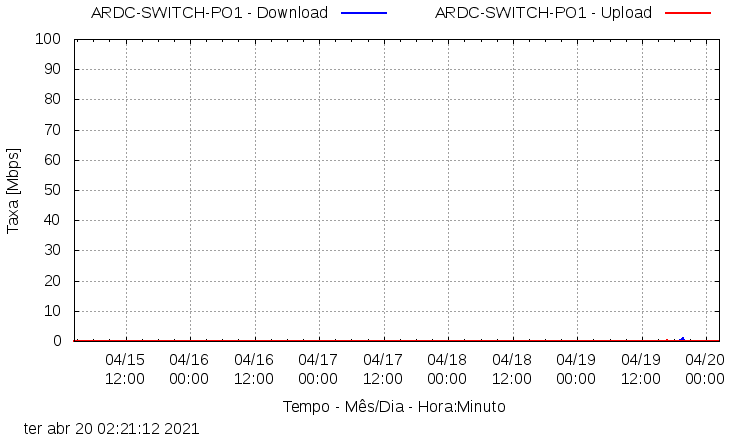 ARDC-SWITCH-PO1 - Download
ARDC-SWITCH-PO1 - Upload
100
90
80
70
60
50
40
30
20
10
0
Taxa [Mbps]
04/15 04/16 04/16 04/17 04/17 04/18 04/18 04/19 04/19 04/20
12:00 00:00 12:00 00:00 12:00 00:00 12:00 00:00 12:00 00:00
Tempo - Mês/Dia - Hora:Minuto
ter abr 20 02:21:12 2021